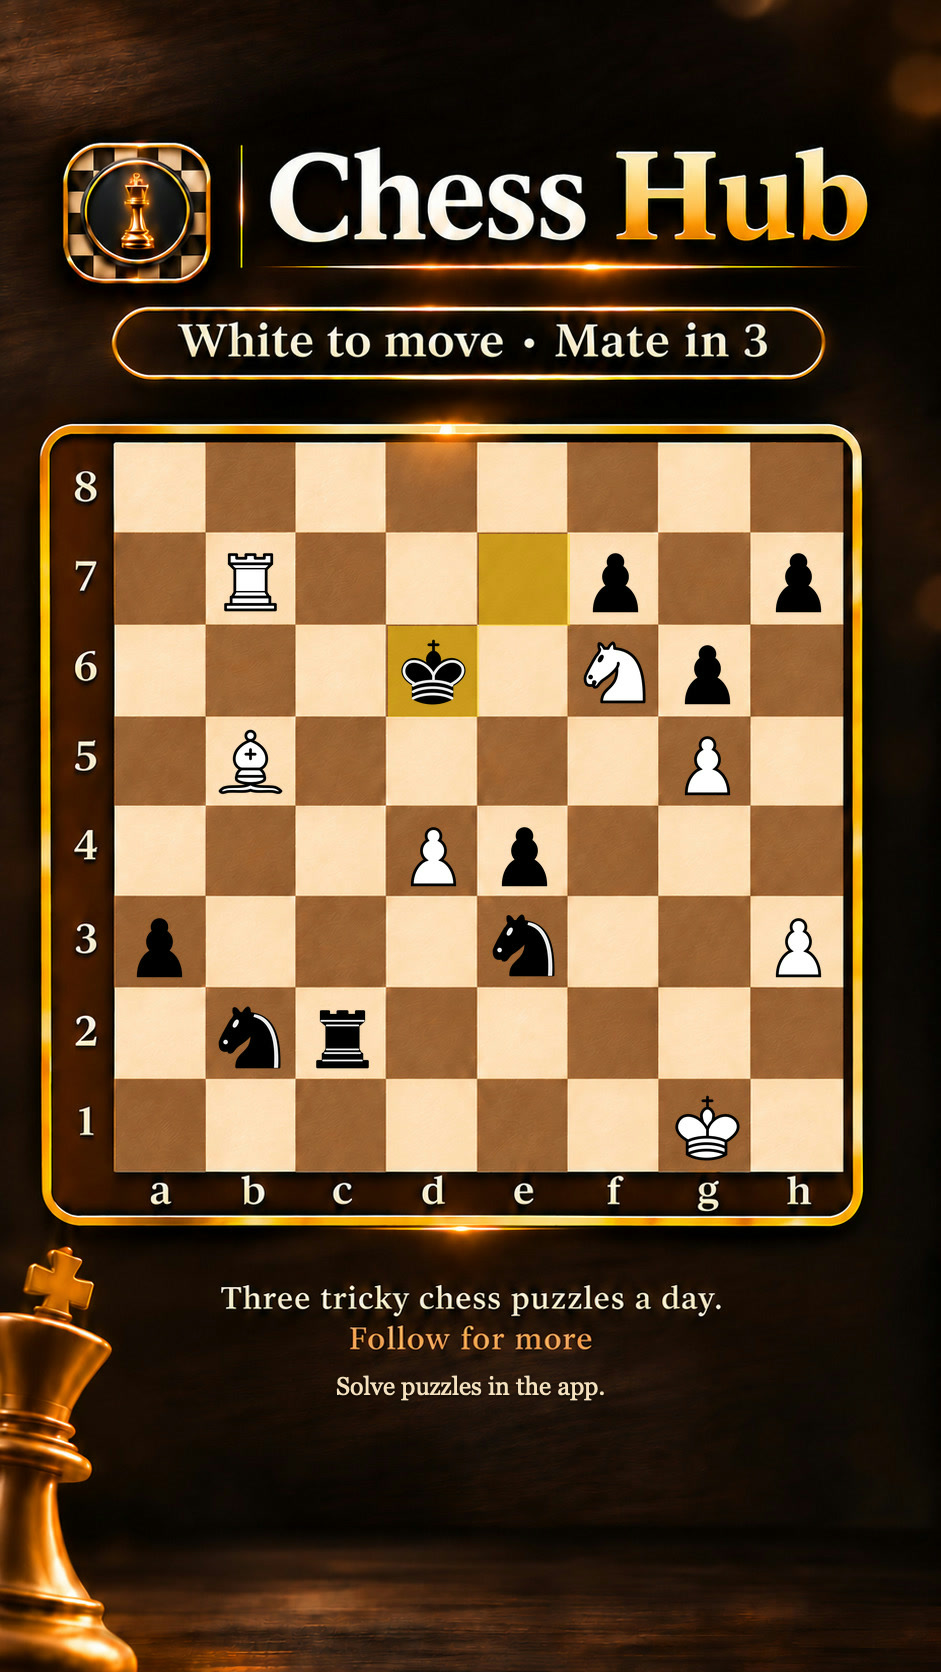 Chess Hub
White to move • Mate in 3
8
7
6
5
4
3
2
1
a b c d e f g h
Three tricky chess puzzles a day.
Follow for more
Solve puzzles in the app.